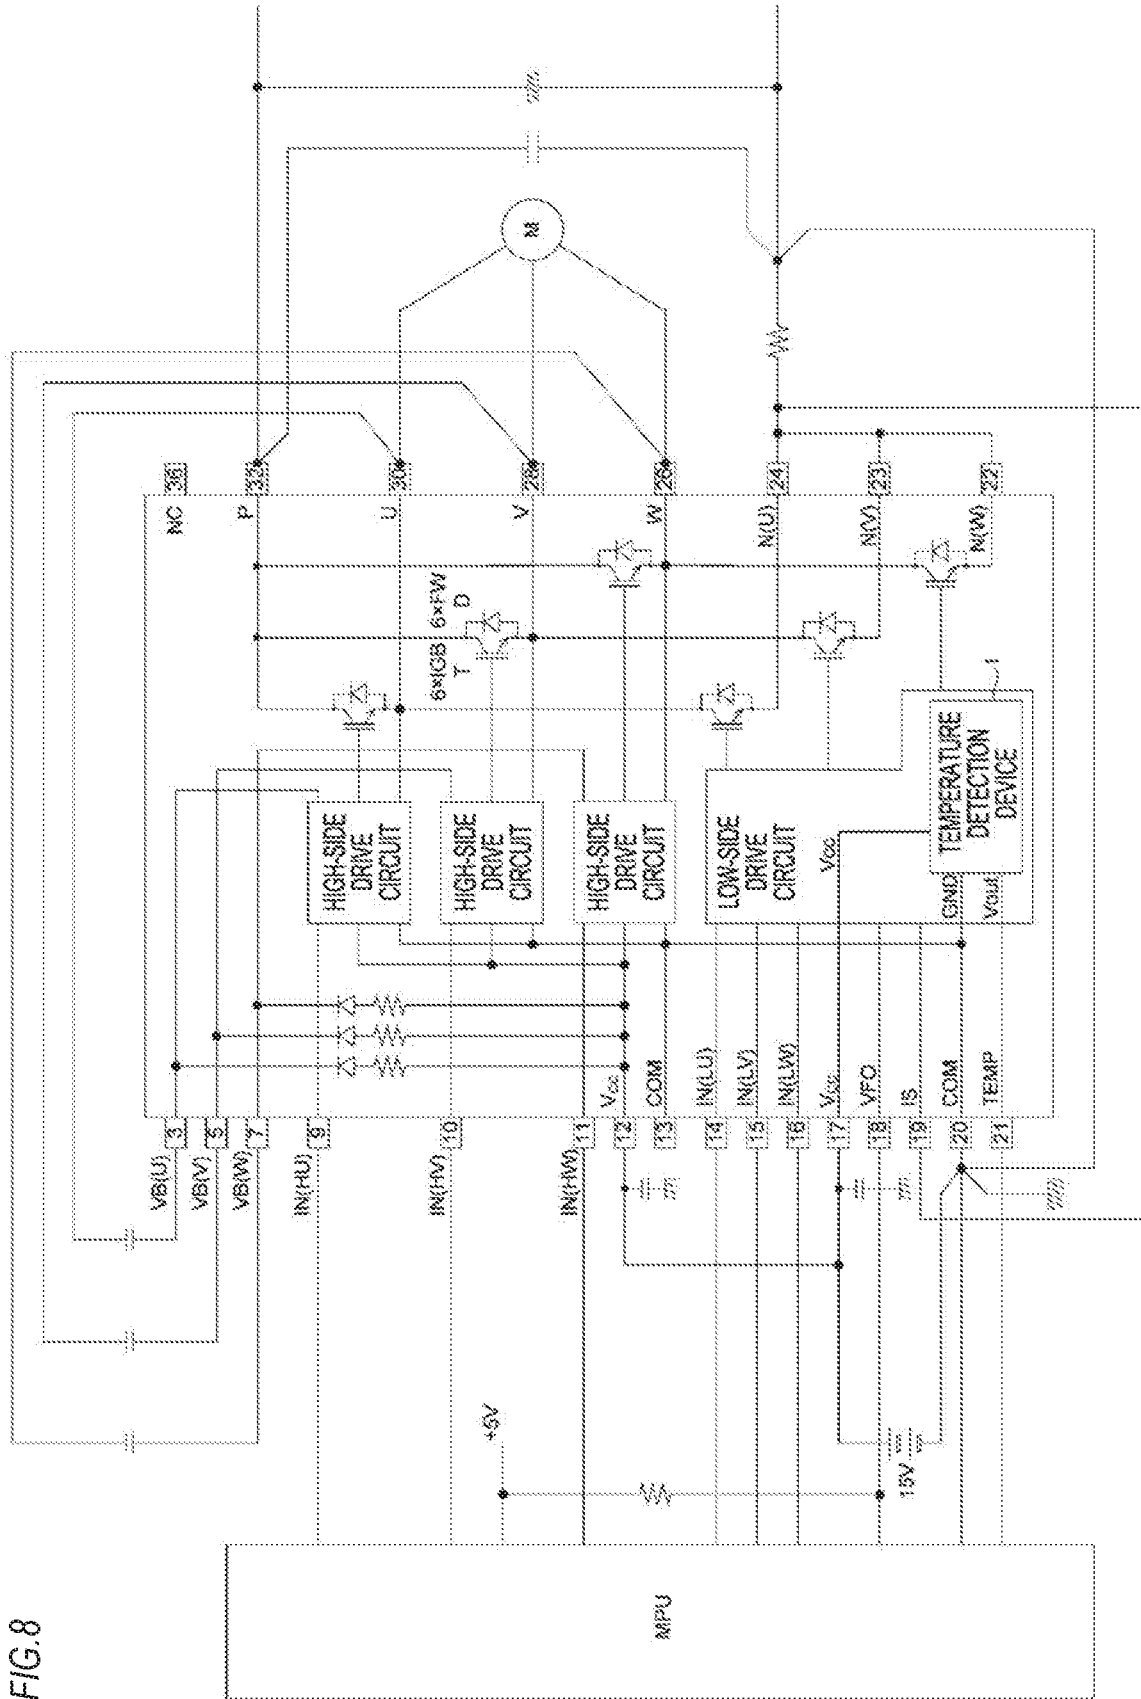 FIG.8
MPU
+5V
15V
VB(U) 3
VB(V) 5
VB(W) 7
IN(HU) 9
IN(HV) 10
IN(HW) 11
VCC 12
COM 13
IN(LU) 14
IN(LV) 15
IN(LW) 16
VCC 17
VFO 18
IS 19
COM 20
TEMP 21
HIGH-SIDE
DRIVE
CIRCUIT
HIGH-SIDE
DRIVE
CIRCUIT
HIGH-SIDE
DRIVE
CIRCUIT
LOW-SIDE
DRIVE
CIRCUIT
VCC
GND
Vout
TEMPERATURE
DETECTION
DEVICE
1
6×IGB
T
6×FW
D
NC 36
P 32
U 30
V 28
W 26
N(U) 24
N(V) 23
N(W) 22
M